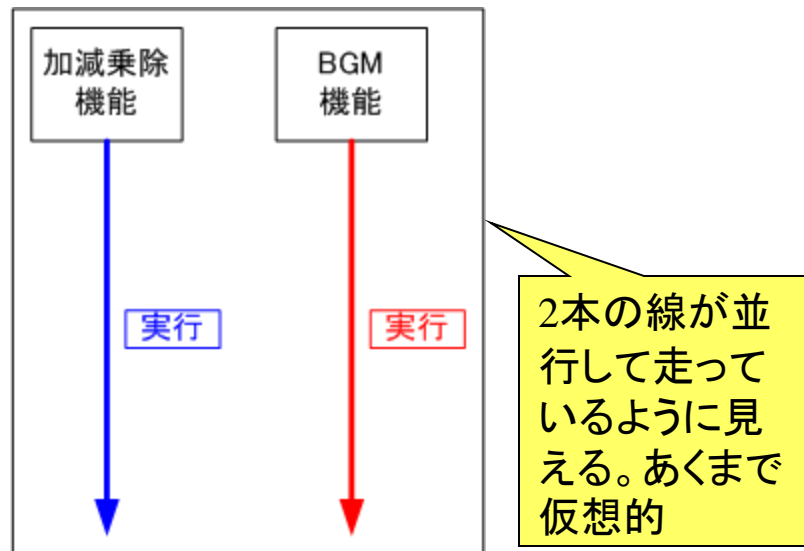 加減乗除
機能
BGM
機能
実行
実行
2本の線が並
行して走って
いるように見
える。あくまで
仮想的